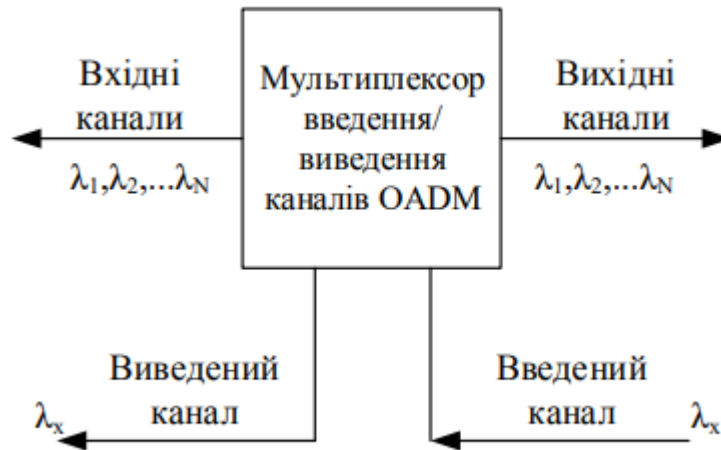 Вхідні
канали
λ₁,λ₂,...λN
Мультиплексор
введення/
виведення
каналів OADM
Вихідні
канали
λ₁,λ₂,...λN
Виведений
канал
λx
Введений
канал
λx